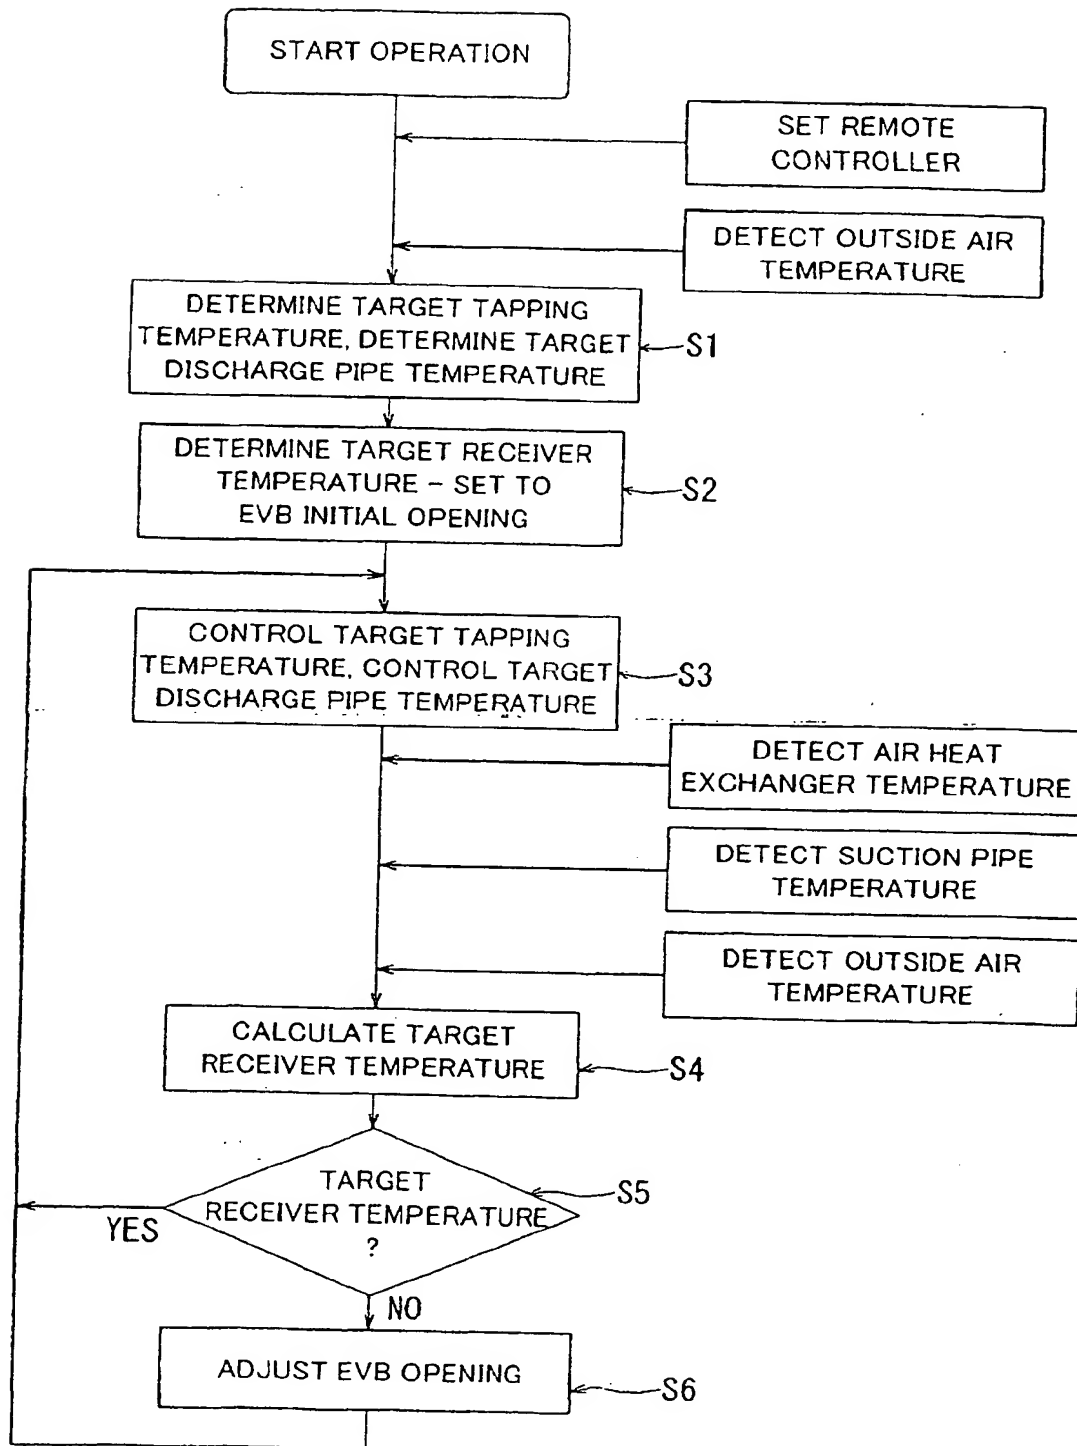 START OPERATION
SET REMOTE
CONTROLLER
DETECT OUTSIDE AIR
TEMPERATURE
DETERMINE TARGET TAPPING
TEMPERATURE, DETERMINE TARGET
DISCHARGE PIPE TEMPERATURE
S1
DETERMINE TARGET RECEIVER
TEMPERATURE - SET TO
EVB INITIAL OPENING
S2
CONTROL TARGET TAPPING
TEMPERATURE, CONTROL TARGET
DISCHARGE PIPE TEMPERATURE
S3
DETECT AIR HEAT
EXCHANGER TEMPERATURE
DETECT SUCTION PIPE
TEMPERATURE
DETECT OUTSIDE AIR
TEMPERATURE
CALCULATE TARGET
RECEIVER TEMPERATURE
S4
TARGET
RECEIVER TEMPERATURE
?
S5
YES
NO
ADJUST EVB OPENING
S6